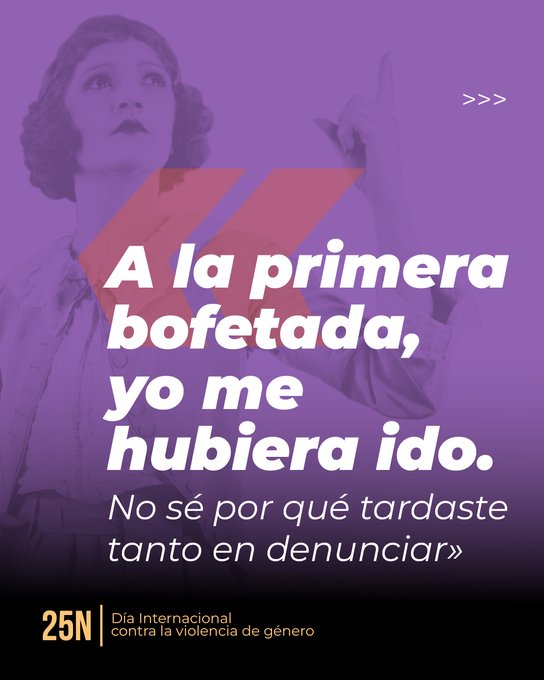 >>>
«
A la primera
bofetada,
yo me
hubiera ido.
No sé por qué tardaste
tanto en denunciar»
25N
Día Internacional
contra la violencia de género